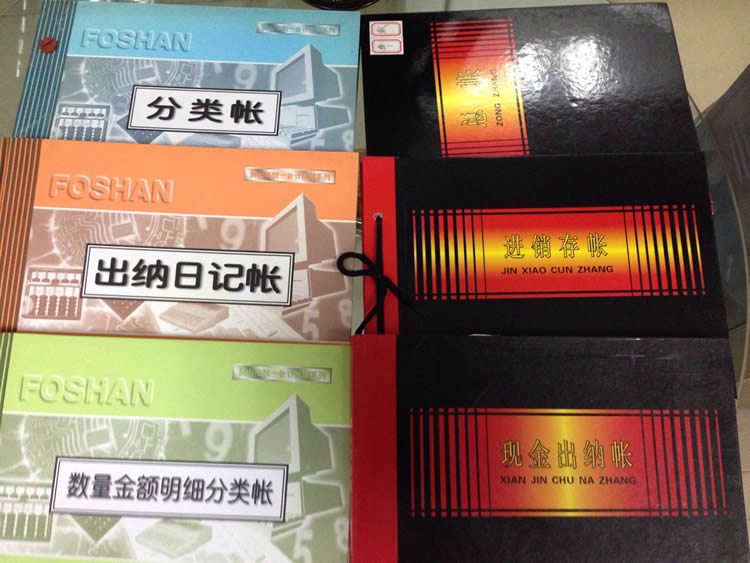 FOSHAN
分类帐
总帐
ZONG ZHANG
FOSHAN
出纳日记帐
进销存帐
JIN XIAO CUN ZHANG
FOSHAN
数量金额明细分类帐
现金出纳帐
XIAN JIN CHU NA ZHANG